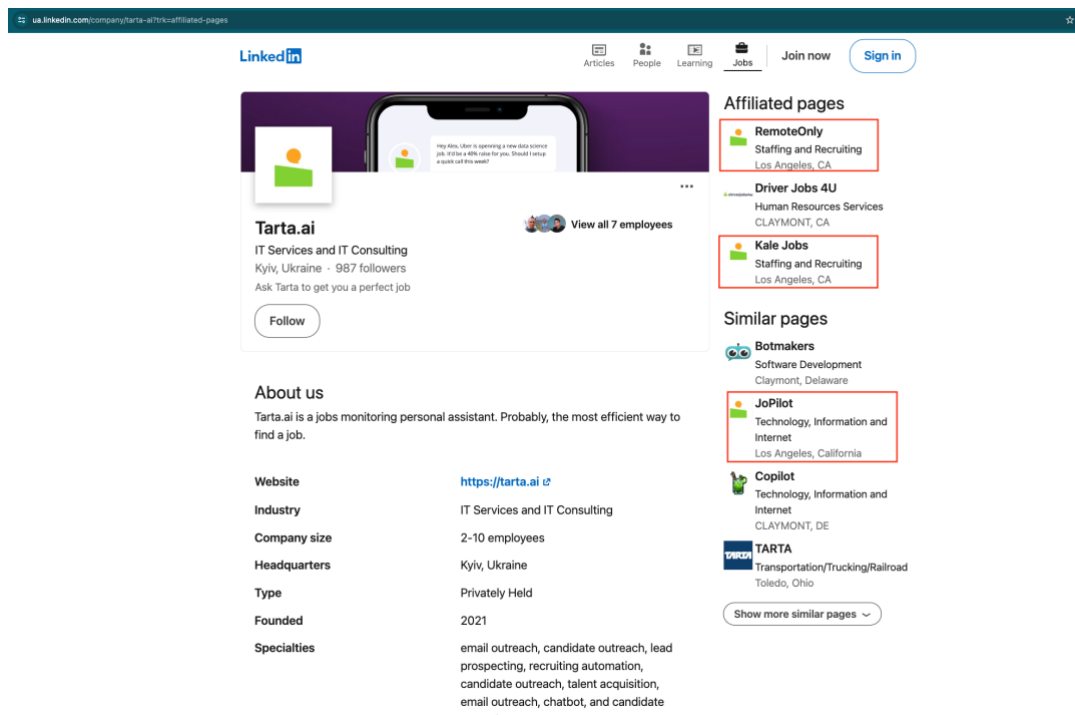 ua.linkedin.com/company/tarta-ai?trk=affiliated-pages
Linked in
Articles
People
Learning
Jobs
Join now
Sign in
Hey Alex, Uber is openning a new data science
job. It'd be a 40% raise for you. Should I setup
a quick call this week?
Tarta.ai
IT Services and IT Consulting
Kyiv, Ukraine · 987 followers
Ask Tarta to get you a perfect job
View all 7 employees
Follow
About us
Tarta.ai is a jobs monitoring personal assistant. Probably, the most efficient way to
find a job.
Website https://tarta.ai
Industry IT Services and IT Consulting
Company size 2-10 employees
Headquarters Kyiv, Ukraine
Type Privately Held
Founded 2021
Specialties email outreach, candidate outreach, lead
prospecting, recruiting automation,
candidate outreach, talent acquisition,
email outreach, chatbot, and candidate
Affiliated pages
RemoteOnly
Staffing and Recruiting
Los Angeles, CA
Driver Jobs 4U
Human Resources Services
CLAYMONT, CA
Kale Jobs
Staffing and Recruiting
Los Angeles, CA
Similar pages
Botmakers
Software Development
Claymont, Delaware
JoPilot
Technology, Information and
Internet
Los Angeles, California
Copilot
Technology, Information and
Internet
CLAYMONT, DE
TARTA
TARTA
Transportation/Trucking/Railroad
Toledo, Ohio
Show more similar pages